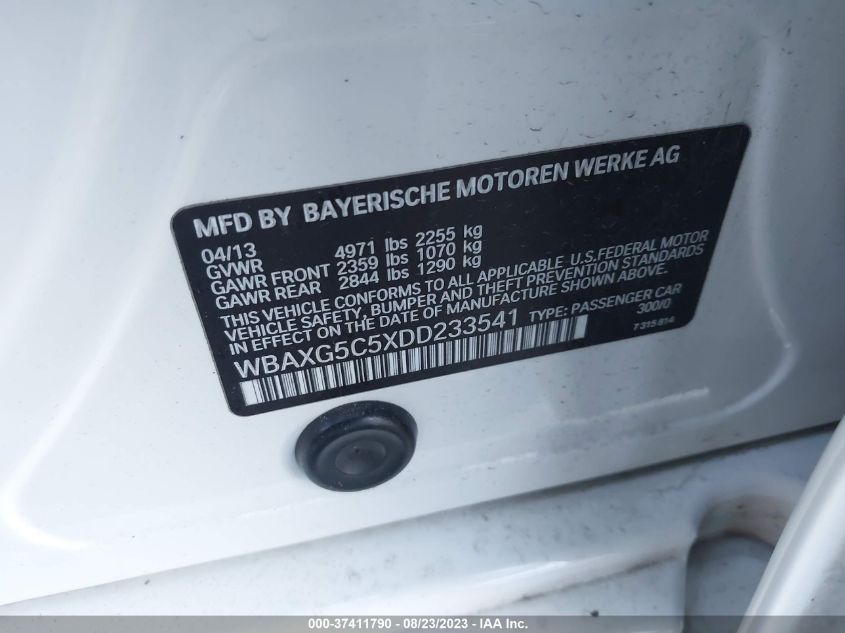 MFD BY BAYERISCHE MOTOREN WERKE AG
04/13
GVWR 4971 lbs 2255 kg
GAWR FRONT 2359 lbs 1070 kg
GAWR REAR 2844 lbs 1290 kg
THIS VEHICLE CONFORMS TO ALL APPLICABLE U.S.FEDERAL MOTOR
VEHICLE SAFETY, BUMPER AND THEFT PREVENTION STANDARDS
IN EFFECT ON THE DATE OF MANUFACTURE SHOWN ABOVE.
WBAXG5C5XDD233541 TYPE: PASSENGER CAR
300/0
7 315 814
000-37411790 - 08/23/2023 - IAA Inc.